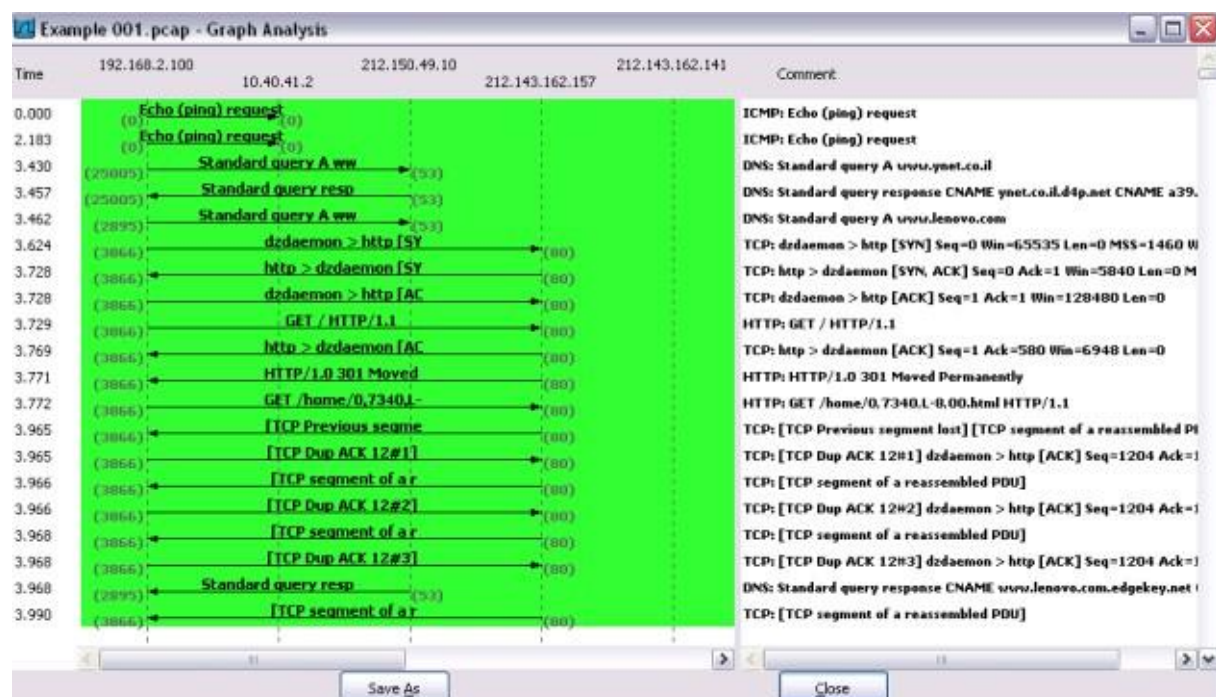 Example 001.pcap - Graph Analysis
Time 192.168.2.100 10.40.41.2 212.150.49.10 212.143.162.157 212.143.162.141 Comment
0.000 Echo (ping) request (0) (0) ICMP: Echo (ping) request
2.183 Echo (ping) request (0) (0) ICMP: Echo (ping) request
3.430 Standard query A ww (25005) (53) DNS: Standard query A www.ynet.co.il
3.457 Standard query resp (25005) (53) DNS: Standard query response CNAME ynet.co.il.d4p.net CNAME a39.
3.462 Standard query A ww (2895) (53) DNS: Standard query A www.lenovo.com
3.624 dzdaemon > http [SY (3866) (80) TCP: dzdaemon > http [SYN] Seq=0 Win=65535 Len=0 MSS=1460 W
3.728 http > dzdaemon [SY (3866) (80) TCP: http > dzdaemon [SYN, ACK] Seq=0 Ack=1 Win=5840 Len=0 M
3.728 dzdaemon > http [AC (3866) (80) TCP: dzdaemon > http [ACK] Seq=1 Ack=1 Win=128480 Len=0
3.729 GET / HTTP/1.1 (3866) (80) HTTP: GET / HTTP/1.1
3.769 http > dzdaemon [AC (3866) (80) TCP: http > dzdaemon [ACK] Seq=1 Ack=580 Win=6948 Len=0
3.771 HTTP/1.0 301 Moved (3866) (80) HTTP: HTTP/1.0 301 Moved Permanently
3.772 GET /home/0,7340,L- (3866) (80) HTTP: GET /home/0,7340,L-8,00.html HTTP/1.1
3.965 [TCP Previous segme (3866) (80) TCP: [TCP Previous segment lost] [TCP segment of a reassembled PI
3.965 [TCP Dup ACK 12#1] (3866) (80) TCP: [TCP Dup ACK 12#1] dzdaemon > http [ACK] Seq=1204 Ack=1
3.966 [TCP segment of a r (3866) (80) TCP: [TCP segment of a reassembled PDU]
3.966 [TCP Dup ACK 12#2] (3866) (80) TCP: [TCP Dup ACK 12#2] dzdaemon > http [ACK] Seq=1204 Ack=1
3.968 [TCP segment of a r (3866) (80) TCP: [TCP segment of a reassembled PDU]
3.968 [TCP Dup ACK 12#3] (3866) (80) TCP: [TCP Dup ACK 12#3] dzdaemon > http [ACK] Seq=1204 Ack=1
3.968 Standard query resp (2895) (53) DNS: Standard query response CNAME www.lenovo.com.edgekey.net
3.990 [TCP segment of a r (3866) (80) TCP: [TCP segment of a reassembled PDU]
Save As Close